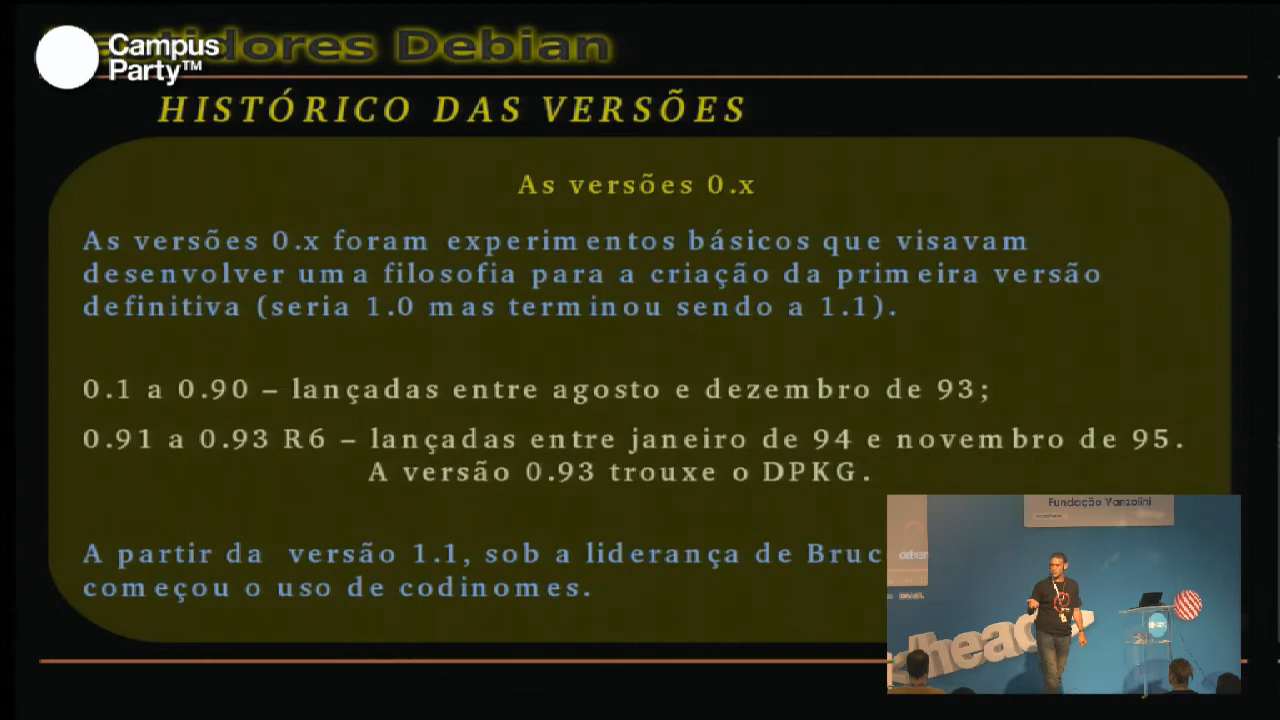 Campus
Party™
Debian
HISTÓRICO DAS VERSÕES
As versões 0.x
As versões 0.x foram experimentos básicos que visavam
desenvolver uma filosofia para a criação da primeira versão
definitiva (seria 1.0 mas terminou sendo a 1.1).
0.1 a 0.90 – lançadas entre agosto e dezembro de 93;
0.91 a 0.93 R6 – lançadas entre janeiro de 94 e novembro de 95.
A versão 0.93 trouxe o DPKG.
A partir da versão 1.1, sob a liderança de Bruc
começou o uso de codinomes.
Fundação Vanzolini
debian
head